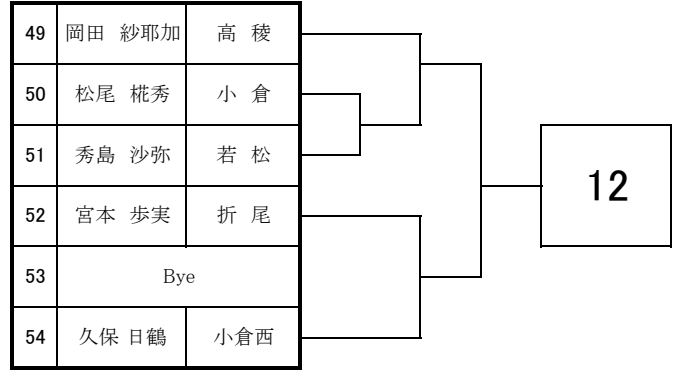 49 岡田 紗耶加 高 稜
50 松尾 椛秀 小 倉
51 秀島 沙弥 若 松
52 宮本 歩実 折 尾
53 Bye
54 久保 日鶴 小倉西
12